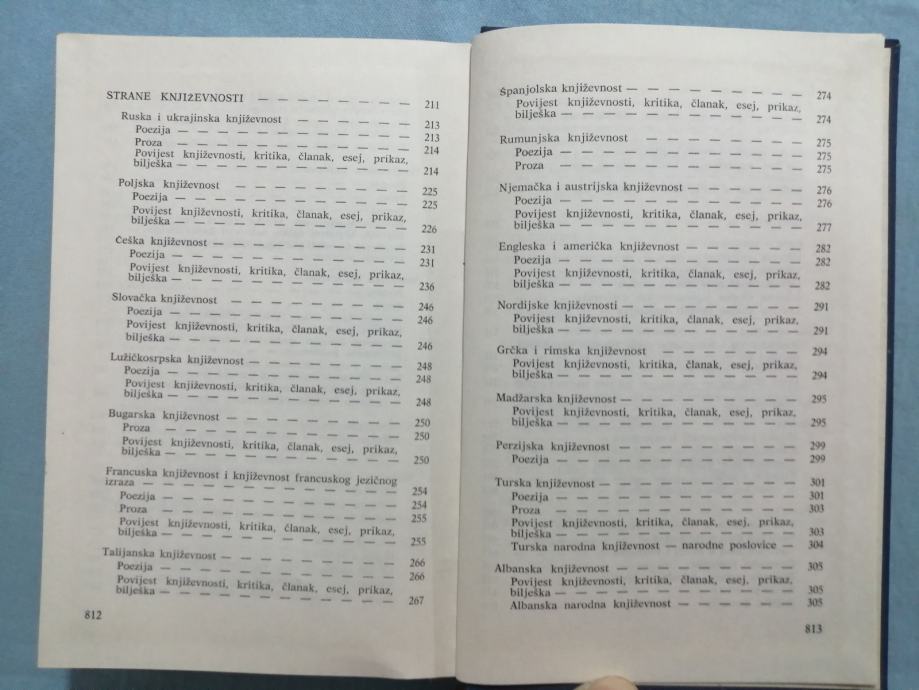 STRANE KNJIŽEVNOSTI — — — — — — — — 211
Ruska i ukrajinska književnost — — — — — — — 213
Poezija — — — — — — — — — — — 213
Proza — — — — — — — — — — — 214
Povijest književnosti, kritika, članak, esej, prikaz,
bilješka — — — — — — — — — — — 214
Poljska književnost — — — — — — — — — 225
Poezija — — — — — — — — — — — 225
Povijest književnosti, kritika, članak, esej, prikaz,
bilješka — — — — — — — — — — — 226
Češka književnost — — — — — — — — — 231
Poezija — — — — — — — — — — — 231
Povijest književnosti, kritika, članak, esej, prikaz,
bilješka — — — — — — — — — — — 236
Slovačka književnost — — — — — — — — — 246
Poezija — — — — — — — — — — — 246
Povijest književnosti, kritika, članak, esej, prikaz,
bilješka — — — — — — — — — — — 246
Lužičkosrpska književnost — — — — — — — — 248
Poezija — — — — — — — — — — — 248
Povijest književnosti, kritika, članak, esej, prikaz,
bilješka — — — — — — — — — — — 248
Bugarska književnost — — — — — — — — — 250
Proza — — — — — — — — — — — 250
Povijest književnosti, kritika, članak, esej, prikaz,
bilješka — — — — — — — — — — — 250
Francuska književnost i književnost francuskog jezičnog
izraza — — — — — — — — — — — — 254
Poezija — — — — — — — — — — — 254
Proza — — — — — — — — — — — 255
Povijest književnosti, kritika, članak, esej, prikaz,
bilješka — — — — — — — — — — — 255
Talijanska književnost — — — — — — — — — 266
Poezija — — — — — — — — — — — 266
Povijest književnosti, kritika, članak, esej, prikaz,
bilješka — — — — — — — — — — — 267
812
Španjolska književnost — — — — — — — — 274
Povijest književnosti, kritika, članak, esej, prikaz,
bilješka — — — — — — — — — — 274
Rumunjska književnost — — — — — — — — 275
Poezija — — — — — — — — — — 275
Proza — — — — — — — — — — 275
Njemačka i austrijska književnost — — — — — — 276
Poezija — — — — — — — — — — 276
Povijest književnosti, kritika, članak, esej, prikaz,
bilješka — — — — — — — — — — 277
Engleska i američka književnost — — — — — — 282
Poezija — — — — — — — — — — 282
Povijest književnosti, kritika, članak, esej, prikaz,
bilješka — — — — — — — — — — 282
Nordijske književnosti — — — — — — — — 291
Povijest književnosti, kritika, članak, esej, prikaz,
bilješka — — — — — — — — — — 291
Grčka i rimska književnost — — — — — — — 294
Povijest književnosti, kritika, članak, esej, prikaz,
bilješka — — — — — — — — — — 294
Madžarska književnost — — — — — — — — 295
Povijest književnosti, kritika, članak, esej, prikaz,
bilješka — — — — — — — — — — 295
Perzijska književnost — — — — — — — — 299
Poezija — — — — — — — — — — 299
Turska književnost — — — — — — — — — 301
Poezija — — — — — — — — — — 301
Proza — — — — — — — — — — 303
Povijest književnosti, kritika, članak, esej, prikaz,
bilješka — — — — — — — — — — 303
Turska narodna književnost — narodne poslovice — 304
Albanska književnost — — — — — — — — 305
Povijest književnosti, kritika, članak, esej, prikaz,
bilješka — — — — — — — — — — 305
Albanska narodna književnost — — — — — 305
813